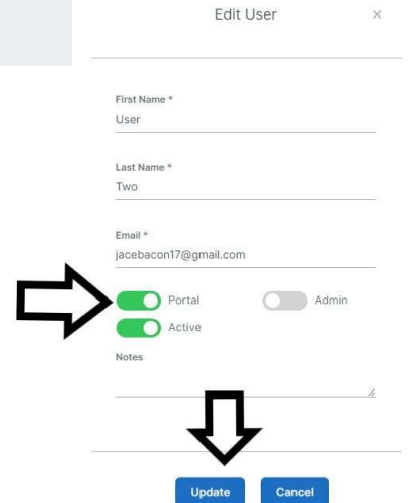 Edit User ×
First Name *
User
Last Name *
Two
Email *
jacebacon17@gmail.com
Portal Admin
Active
Notes
Update Cancel